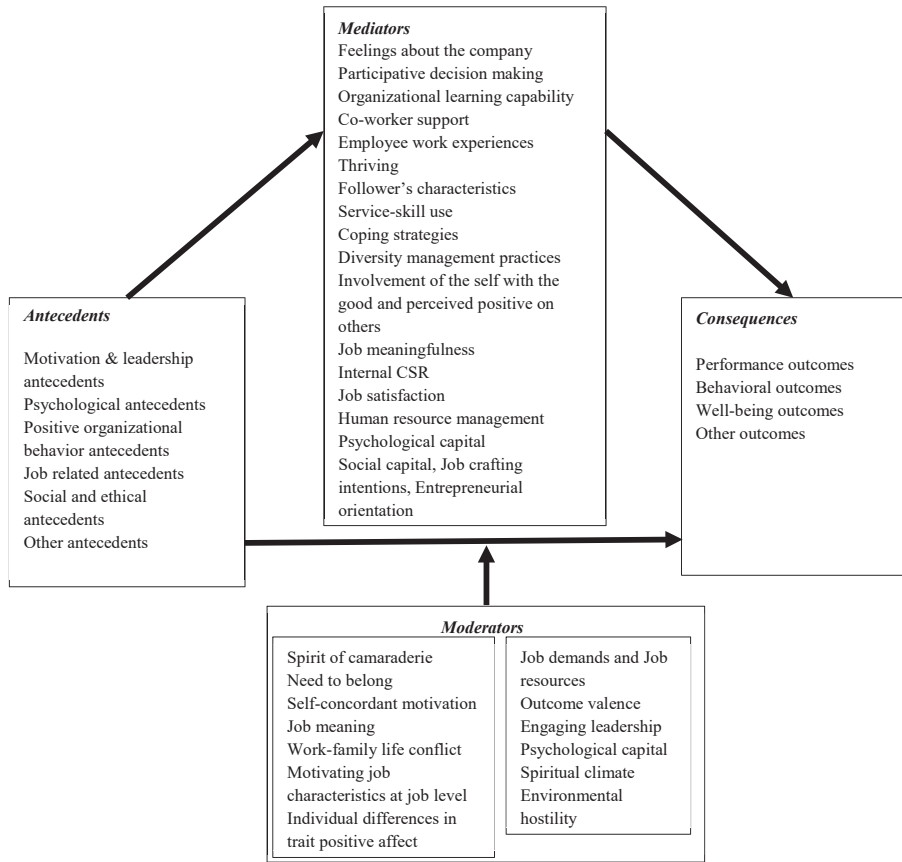 Mediators
Feelings about the company
Participative decision making
Organizational learning capability
Co-worker support
Employee work experiences
Thriving
Follower’s characteristics
Service-skill use
Coping strategies
Diversity management practices
Involvement of the self with the
good and perceived positive on
others
Job meaningfulness
Internal CSR
Job satisfaction
Human resource management
Psychological capital
Social capital, Job crafting
intentions, Entrepreneurial
orientation
Antecedents
Motivation & leadership
antecedents
Psychological antecedents
Positive organizational
behavior antecedents
Job related antecedents
Social and ethical
antecedents
Other antecedents
Consequences
Performance outcomes
Behavioral outcomes
Well-being outcomes
Other outcomes
Moderators
Spirit of camaraderie
Need to belong
Self-concordant motivation
Job meaning
Work-family life conflict
Motivating job
characteristics at job level
Individual differences in
trait positive affect
Job demands and Job
resources
Outcome valence
Engaging leadership
Psychological capital
Spiritual climate
Environmental
hostility